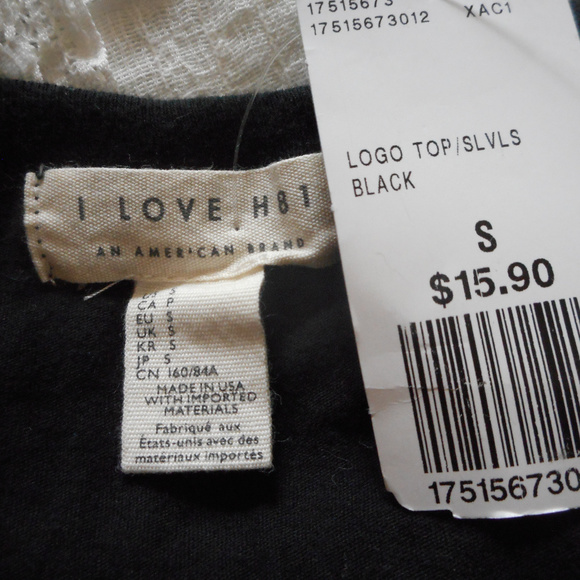 17515673
17515673012 XAC1
LOGO TOP/SLVLS
BLACK
S
$15.90
175156730
I LOVE H81
AN AMERICAN BRAND
S
CA P
EU S
UK S
KR S
JP S
CN 160/84A
MADE IN USA
WITH IMPORTED
MATERIALS
Fabriqué aux
États-unis avec des
matériaux importés